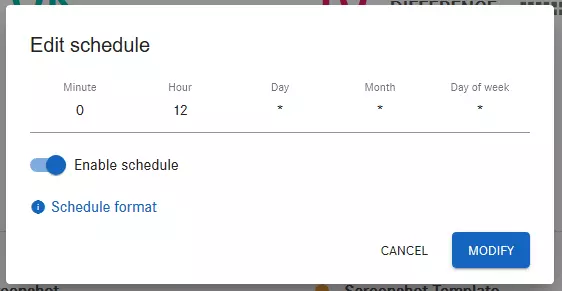 DIFFERENCE
Edit schedule
Minute Hour Day Month Day of week
0 12 * * *
Enable schedule
Schedule format
CANCEL MODIFY
Screenshot Template